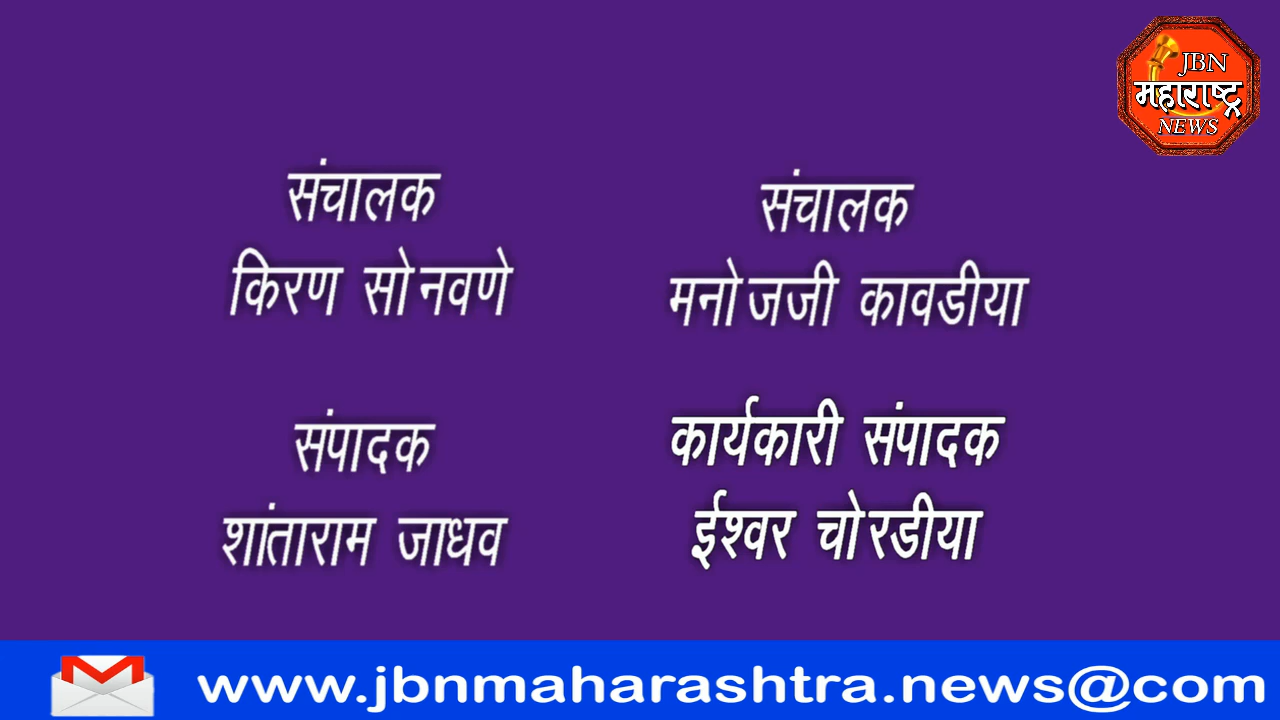 JBN
महाराष्ट्र
NEWS
संचालक
किरण सोनवणे
संचालक
मनोजजी कावडीया
संपादक
शांताराम जाधव
कार्यकारी संपादक
ईश्वर चोरडीया
www.jbnmaharashtra.news@com